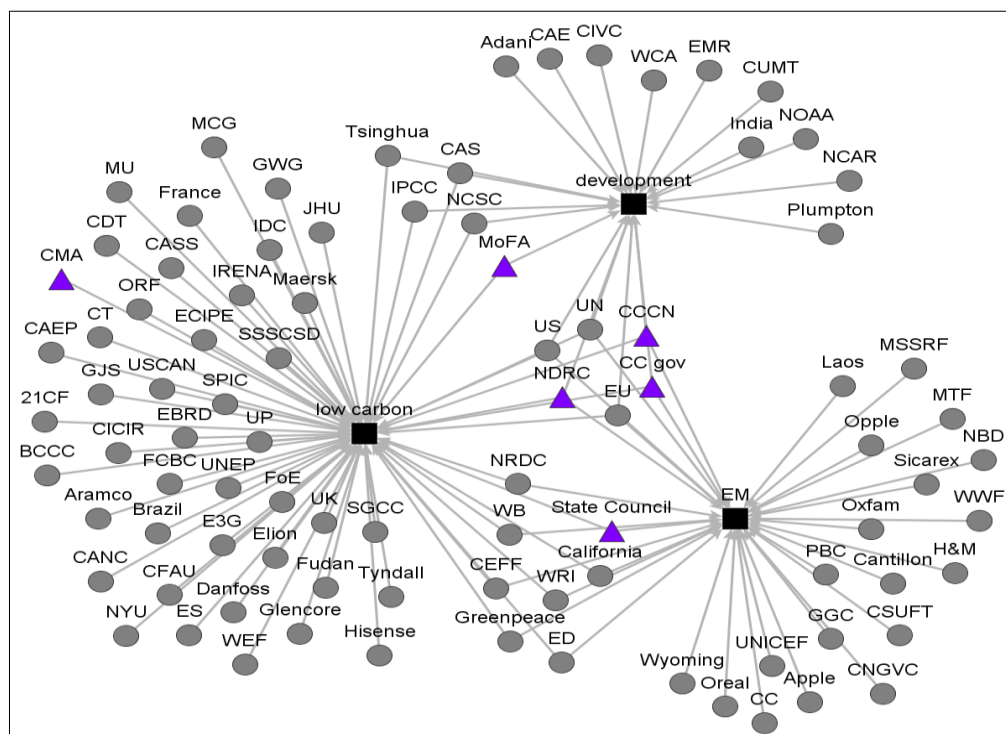 Adani
CAE
CIVC
WCA
EMR
CUMT
India
NOAA
NCAR
Plumpton
development
Tsinghua
CAS
IPCC
NCSC
MoFA
MCG
GWG
MU
France
IDC
JHU
CDT
CASS
CMA
IRENA
Maersk
ORF
CT
ECIPE
SSSCSD
CAEP
GJS
USCAN
SPIC
21CF
EBRD
UP
low carbon
BCCC
CICIR
FCBC
UNEP
FoE
UK
SGCC
Aramco
Brazil
E3G
Elion
CANC
CFAU
Danfoss
Fudan
Tyndall
NYU
ES
WEF
Glencore
Hisense
UN
US
CCCN
NDRC
CC gov
EU
NRDC
WB
State Council
CEFF
WRI
California
Greenpeace
ED
EM
Laos
MSSRF
MTF
Opple
NBD
Sicarex
WWF
Oxfam
PBC
Cantillon
H&M
GGC
CSUFT
UNICEF
CNGVC
Wyoming
Oreal
CC
Apple